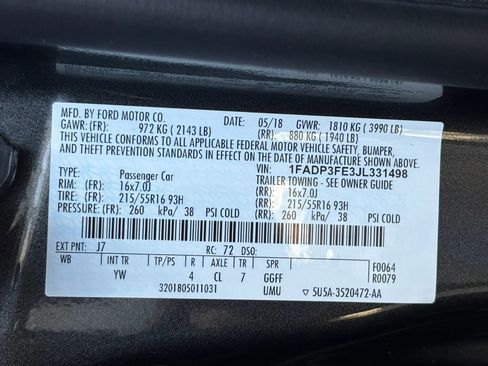 MFD. BY FORD MOTOR CO. DATE: 05/18 GVWR: 1810 KG ( 3990 LB)
GAWR: (FR): 972 KG ( 2143 LB) (RR): 880 KG ( 1940 LB)
THIS VEHICLE CONFORMS TO ALL APPLICABLE FEDERAL MOTOR VEHICLE SAFETY, BUMPER,
AND THEFT PREVENTION STANDARDS IN EFFECT ON THE DATE OF MANUFACTURE SHOWN ABOVE.
VIN: 1FADP3FE3JL331498
TYPE: Passenger Car TRAILER TOWING - SEE OWNER GUIDE
RIM: (FR) 16x7.0J (RR): 16x7.0J
TIRE: (FR): 215/55R16 93H (RR): 215/55R16 93H
PRESSURE: (FR): 260 kPa/ 38 PSI COLD (RR) 260 kPa/ 38 PSI COLD
EXT PNT: J7 RC: 72 DSO:
WB INT TR TP/PS R AXLE TR SPR F0064
YW 4 CL 7 GGFF R0079
3201805011031 UMU ▽ 5U5A-3520472-AA